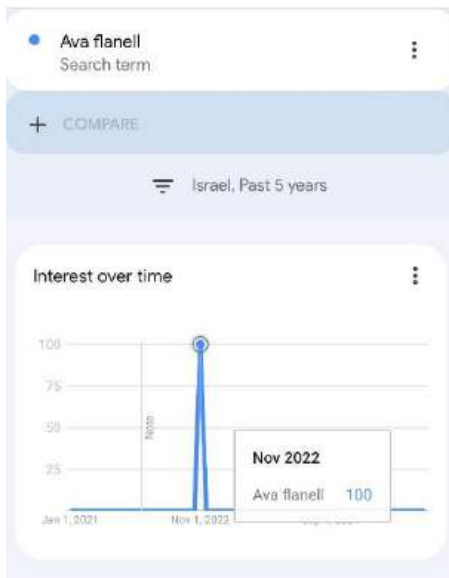 Ava flanell
Search term
+ COMPARE
Israel, Past 5 years
Interest over time
100
75
50
25
Note
Nov 2022
Ava flanell 100
Jan 1, 2021
Nov 1, 2022